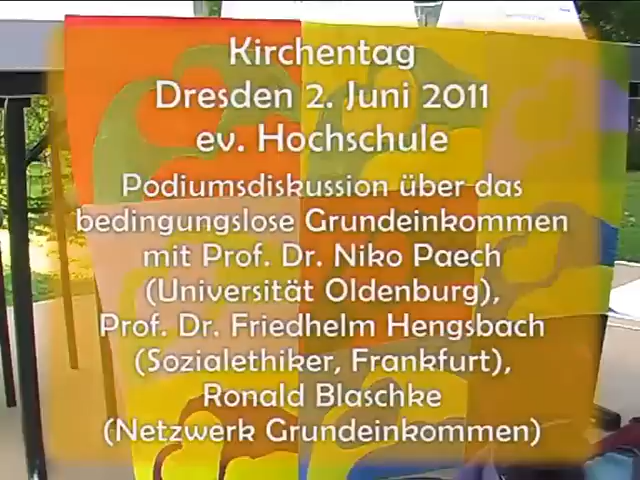 Kirchentag
Dresden 2. Juni 2011
ev. Hochschule
Podiumsdiskussion über das
bedingungslose Grundeinkommen
mit Prof. Dr. Niko Paech
(Universität Oldenburg),
Prof. Dr. Friedhelm Hengsbach
(Sozialethiker, Frankfurt),
Ronald Blaschke
(Netzwerk Grundeinkommen)